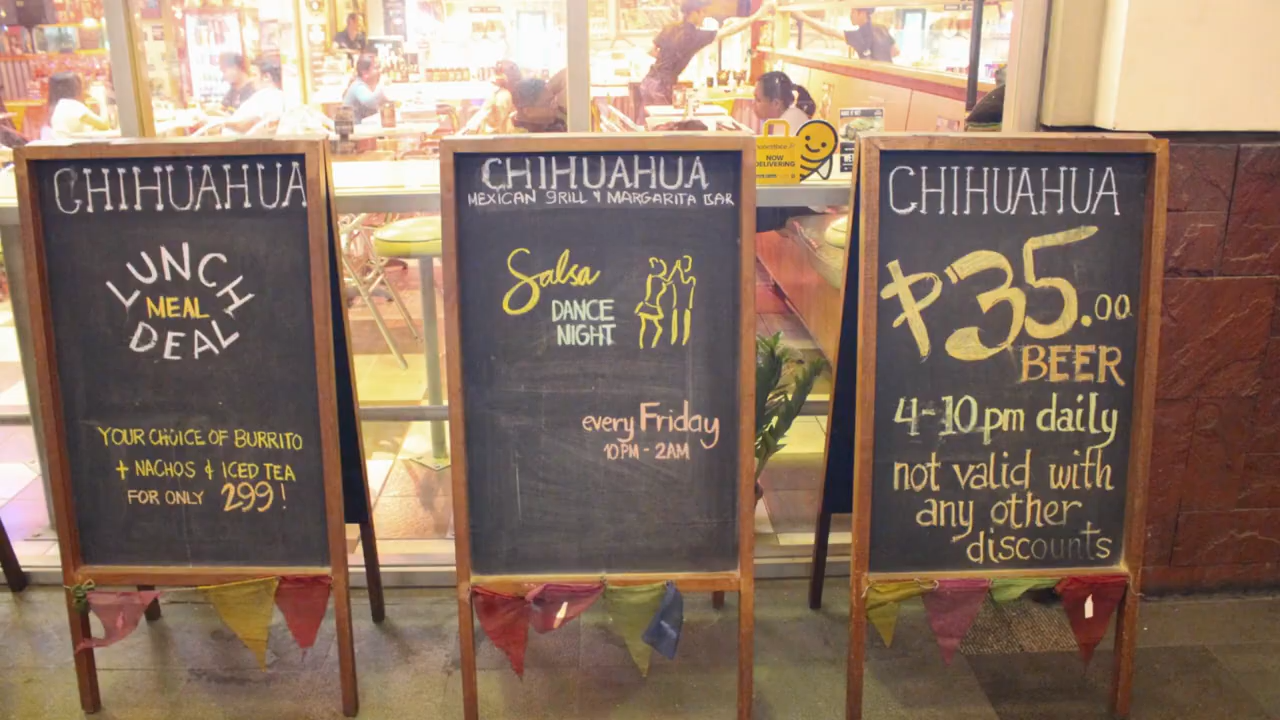 CHIHUAHUA
LUNCH
MEAL
DEAL
YOUR CHOICE OF BURRITO
+ NACHOS & ICED TEA
FOR ONLY 299!
CHIHUAHUA
MEXICAN GRILL Y MARGARITA BAR
Salsa
DANCE
NIGHT
every Friday
10PM - 2AM
NOW
DELIVERING
CHIHUAHUA
₱35.00
BEER
4-10pm daily
not valid with
any other
discounts